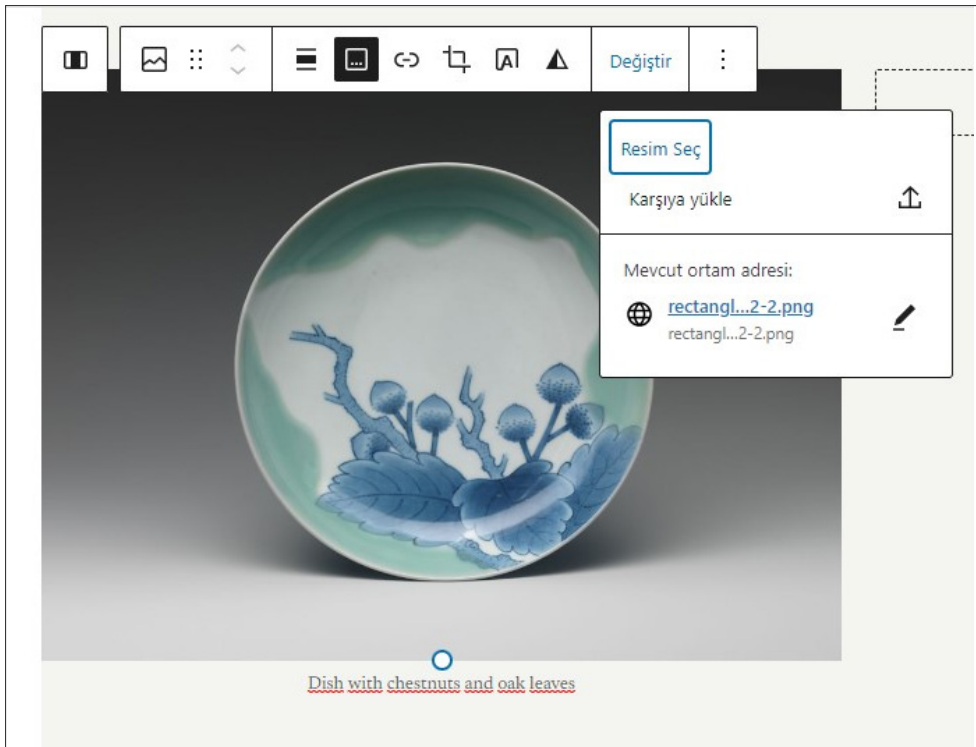 Değiştir
Resim Seç
Karşıya yükle
Mevcut ortam adresi:
rectangl...2-2.png
rectangl...2-2.png
Dish with chestnuts and oak leaves